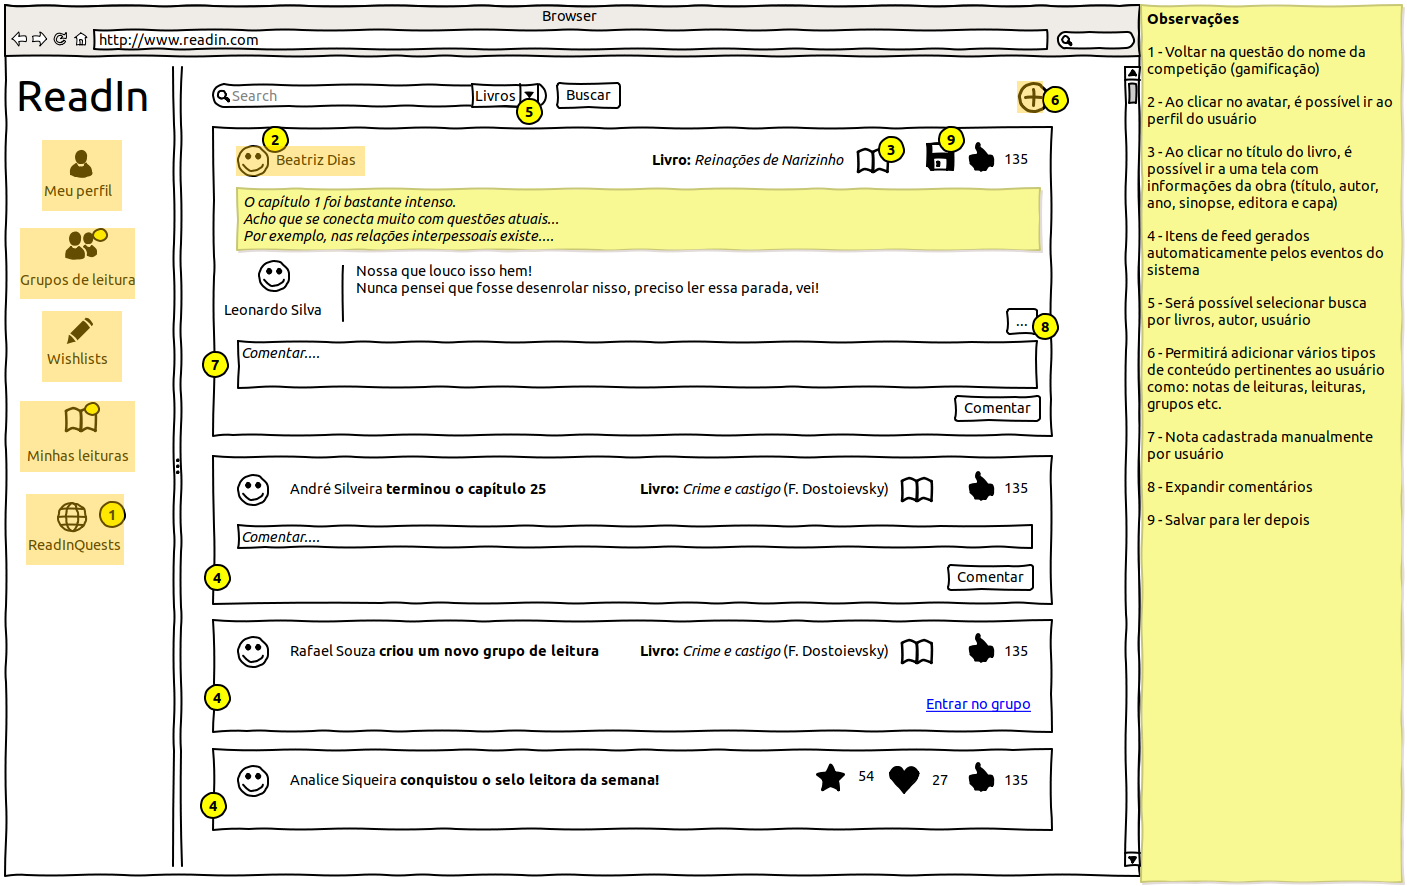 Browser
http://www.readin.com
ReadIn
Meu perfil
Grupos de leitura
Wishlists
Minhas leituras
1
ReadInQuests
Search
Livros
5
Buscar
6
2
Beatriz Dias
Livro: Reinações de Narizinho
3
9
135
O capítulo 1 foi bastante intenso.
Acho que se conecta muito com questões atuais...
Por exemplo, nas relações interpessoais existe....
Leonardo Silva
Nossa que louco isso hem!
Nunca pensei que fosse desenrolar nisso, preciso ler essa parada, vei!
...
8
7
Comentar....
Comentar
André Silveira terminou o capítulo 25
Livro: Crime e castigo (F. Dostoievsky)
135
Comentar....
4
Comentar
Rafael Souza criou um novo grupo de leitura
Livro: Crime e castigo (F. Dostoievsky)
135
4
Entrar no grupo
Analice Siqueira conquistou o selo leitora da semana!
54
27
135
4
Observações
1 - Voltar na questão do nome da
competição (gamificação)
2 - Ao clicar no avatar, é possível ir ao
perfil do usuário
3 - Ao clicar no título do livro, é
possível ir a uma tela com
informações da obra (título, autor,
ano, sinopse, editora e capa)
4 - Itens de feed gerados
automaticamente pelos eventos do
sistema
5 - Será possível selecionar busca
por livros, autor, usuário
6 - Permitirá adicionar vários tipos
de conteúdo pertinentes ao usuário
como: notas de leituras, leituras,
grupos etc.
7 - Nota cadastrada manualmente
por usuário
8 - Expandir comentários
9 - Salvar para ler depois